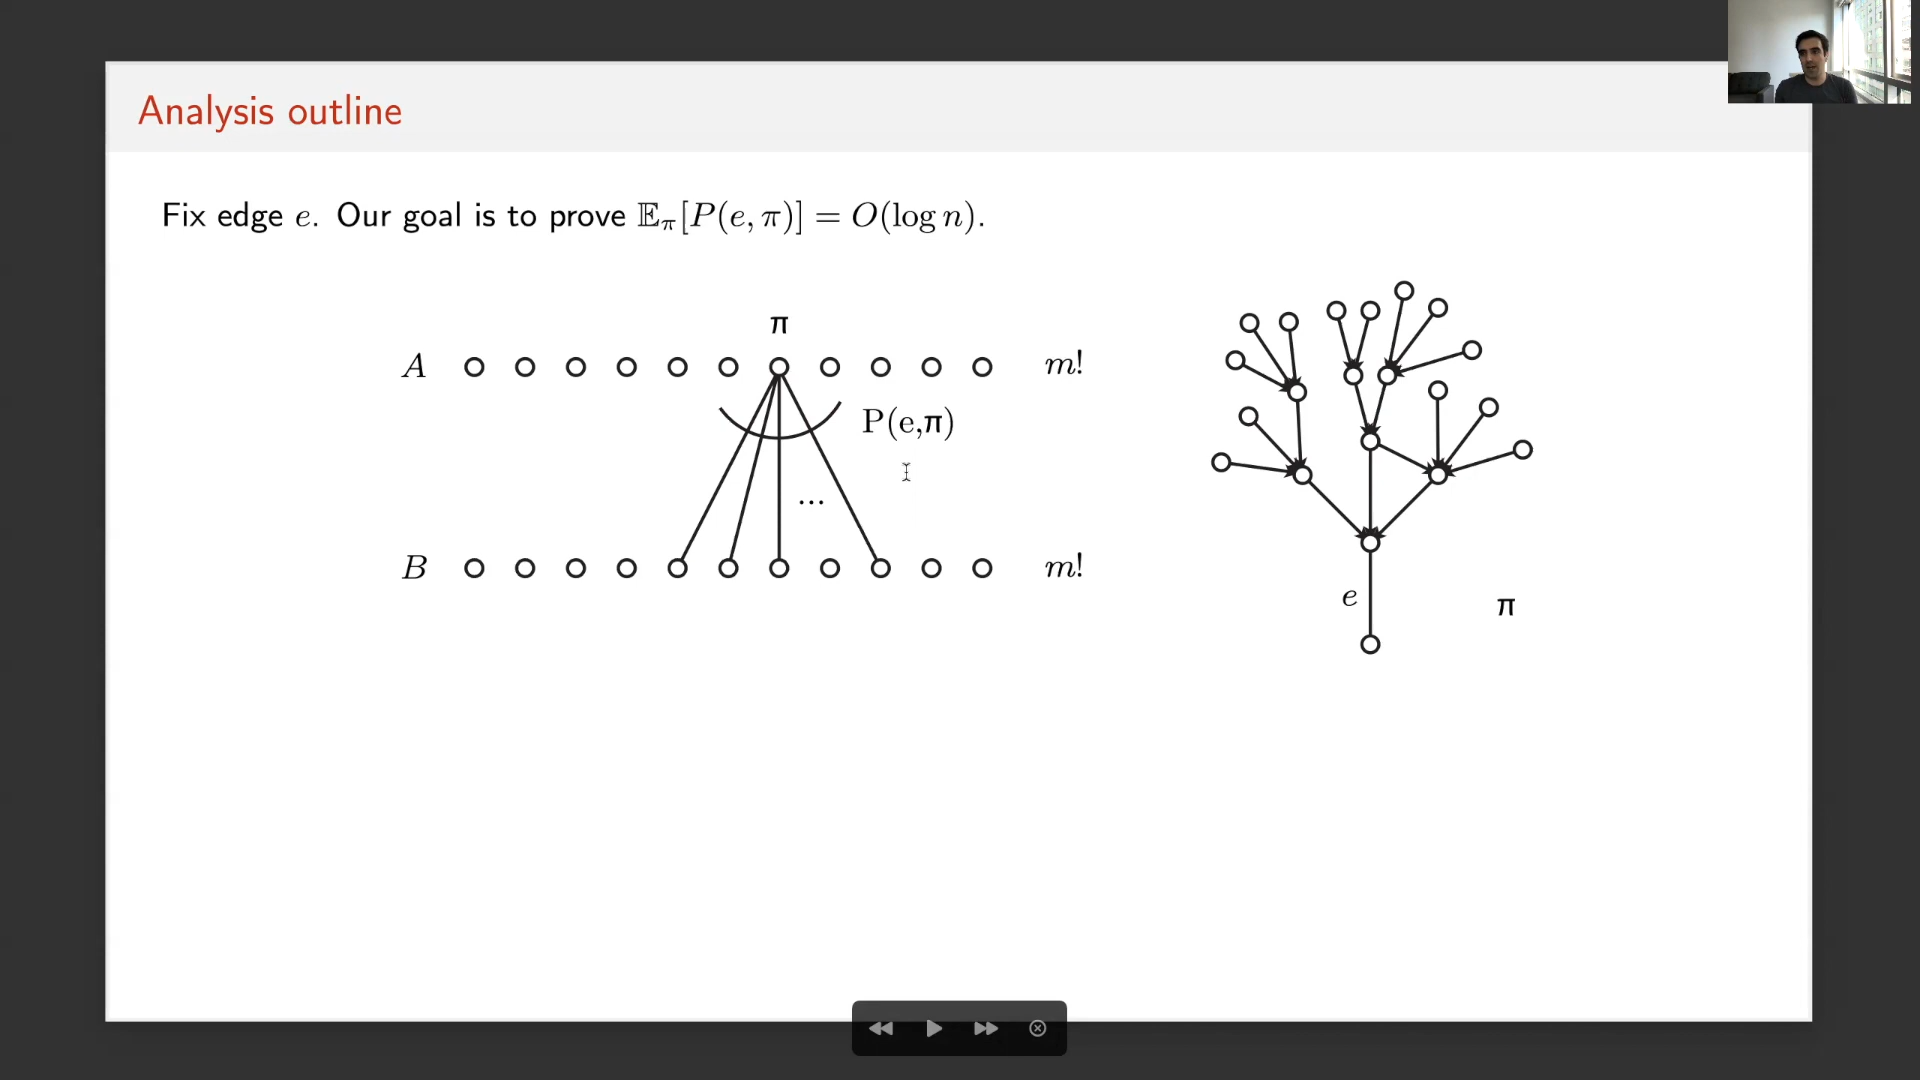 Analysis outline
Fix edge e. Our goal is to prove 𝔼_π[P(e, π)] = O(log n).
π
A m!
P(e,π)
...
B m!
e π